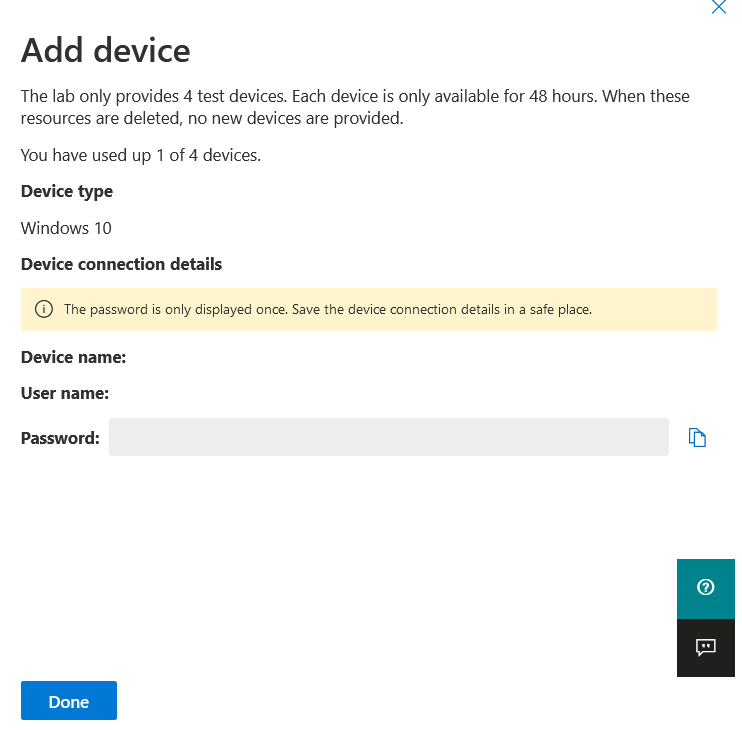 Add device
The lab only provides 4 test devices. Each device is only available for 48 hours. When these
resources are deleted, no new devices are provided.
You have used up 1 of 4 devices.
Device type
Windows 10
Device connection details
The password is only displayed once. Save the device connection details in a safe place.
Device name:
User name:
Password:
Done